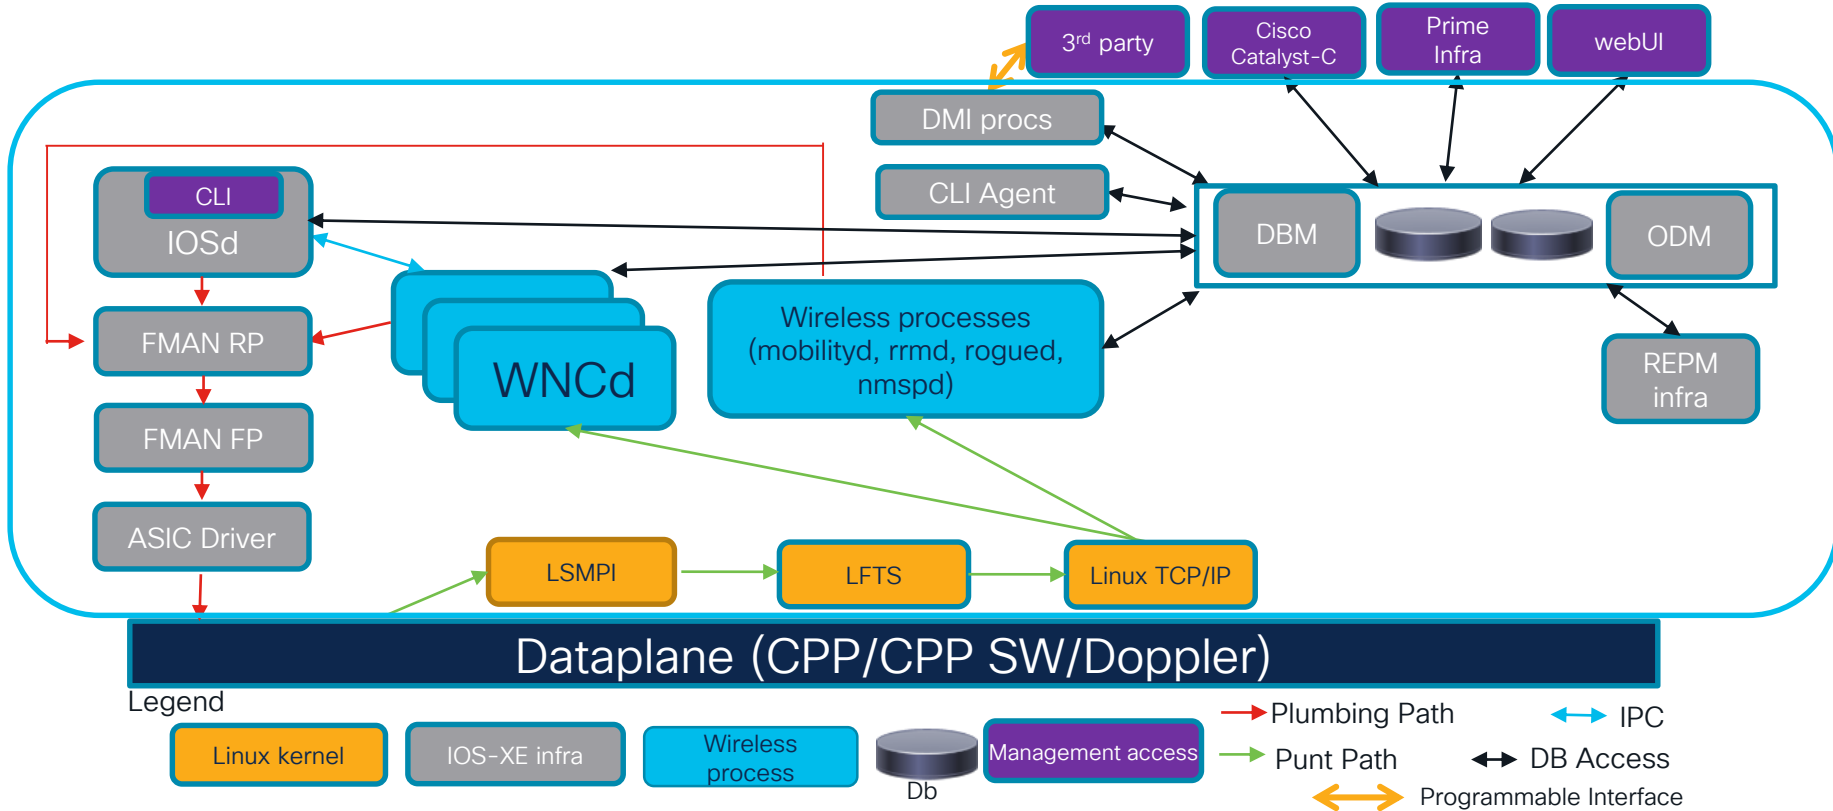 3rd party
Cisco
Catalyst-C
Prime
Infra
webUI
DMI procs
CLI Agent
CLI
IOSd
DBM
ODM
FMAN RP
WNCd
Wireless processes
(mobilityd, rrmd, rogued,
nmspd)
REPM
infra
FMAN FP
ASIC Driver
LSMPI
LFTS
Linux TCP/IP
Dataplane (CPP/CPP SW/Doppler)
Legend
Linux kernel
IOS-XE infra
Wireless
process
Db
Management access
Plumbing Path
IPC
Punt Path
DB Access
Programmable Interface